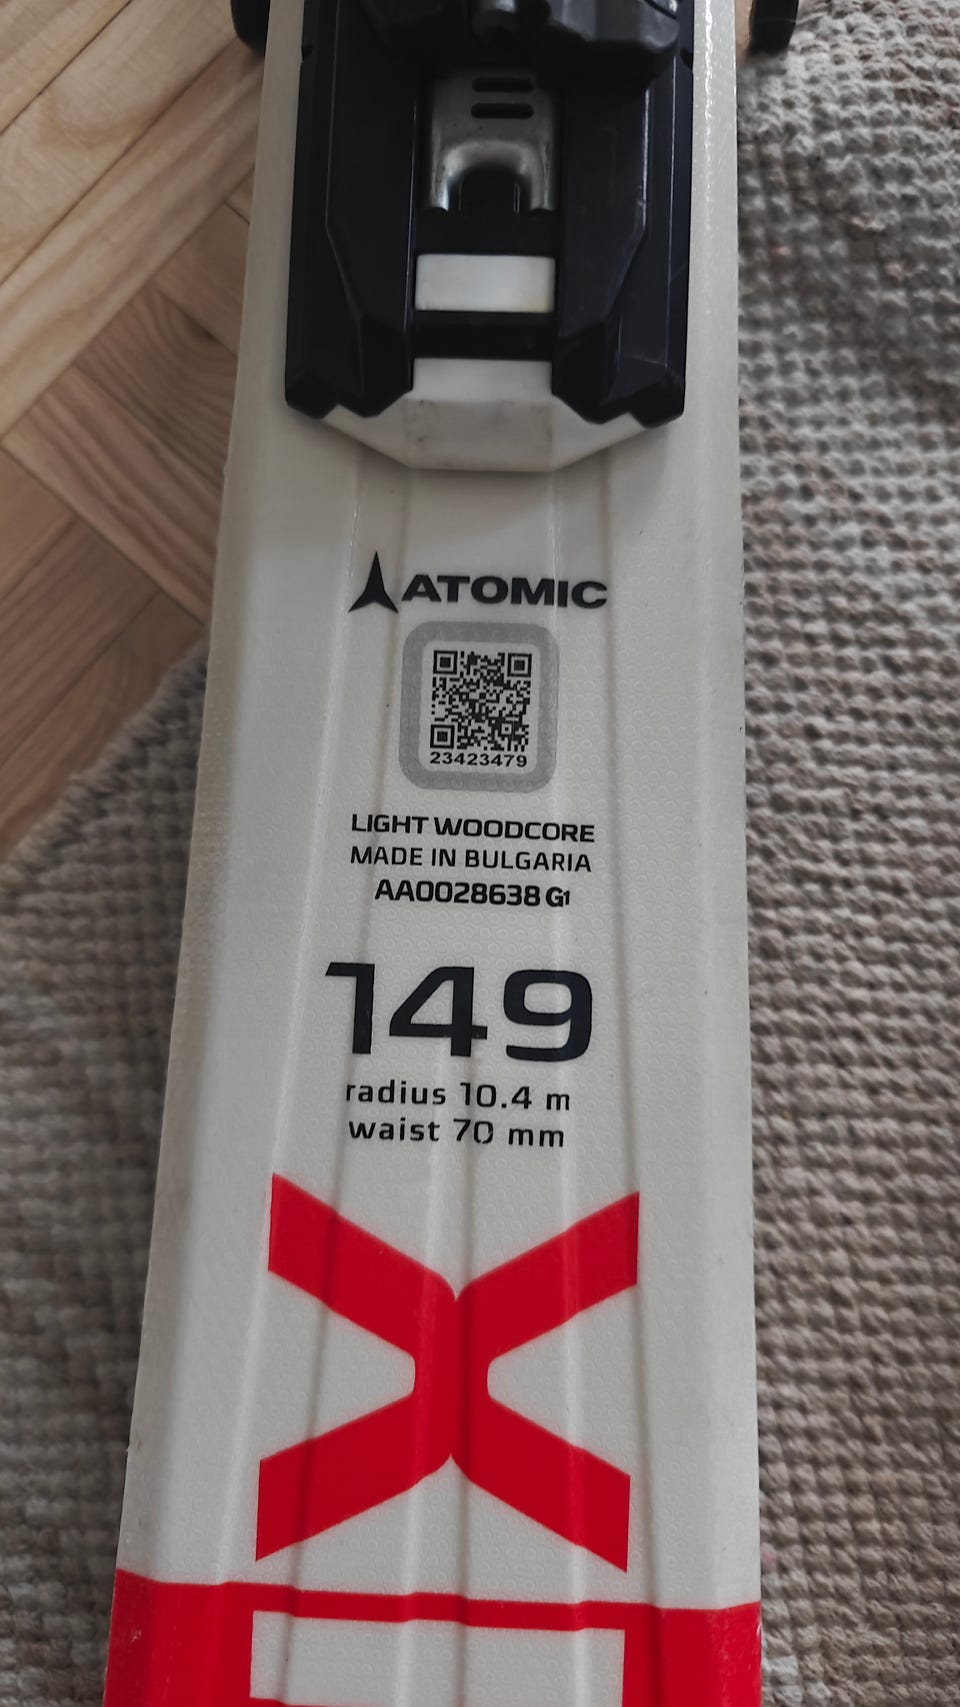 ATOMIC
23423479
LIGHT WOODCORE
MADE IN BULGARIA
AA0028638 G1
149
radius 10.4 m
waist 70 mm
X